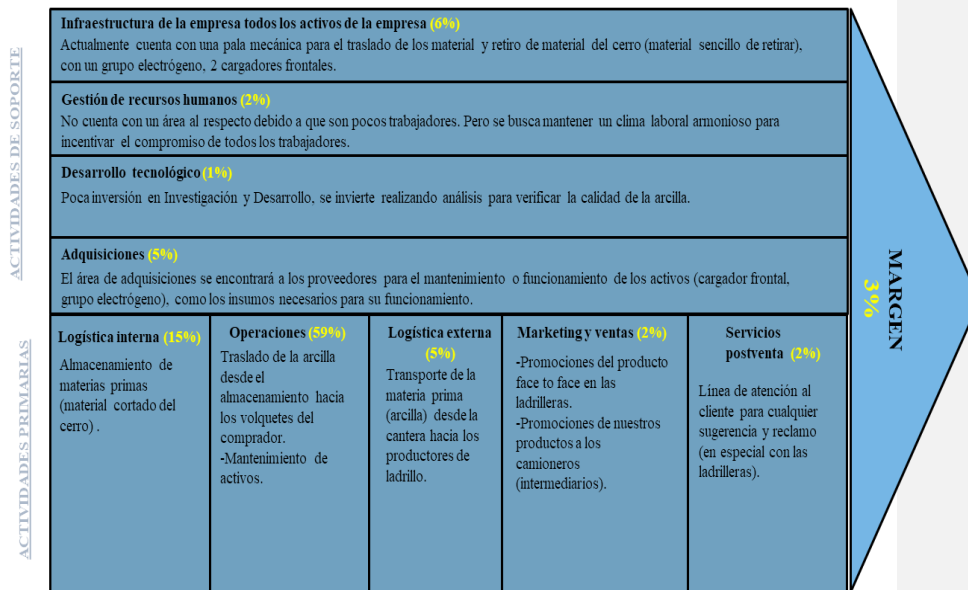 ACTIVIDADES DE SOPORTE
Infraestructura de la empresa todos los activos de la empresa (6%)
Actualmente cuenta con una pala mecánica para el traslado de los material y retiro de material del cerro (material sencillo de retirar),
con un grupo electrógeno, 2 cargadores frontales.
Gestión de recursos humanos (2%)
No cuenta con un área al respecto debido a que son pocos trabajadores. Pero se busca mantener un clima laboral armonioso para
incentivar el compromiso de todos los trabajadores.
Desarrollo tecnológico (1%)
Poca inversión en Investigación y Desarrollo, se invierte realizando análisis para verificar la calidad de la arcilla.
Adquisiciones (5%)
El área de adquisiciones se encontrará a los proveedores para el mantenimiento o funcionamiento de los activos (cargador frontal,
grupo electrógeno), como los insumos necesarios para su funcionamiento.
ACTIVIDADES PRIMARIAS
Logística interna (15%)
Almacenamiento de
materias primas
(material cortado del
cerro) .
Operaciones (59%)
Traslado de la arcilla
desde el
almacenamiento hacia
los volquetes del
comprador.
-Mantenimiento de
activos.
Logística externa
(5%)
Transporte de la
materia prima
(arcilla) desde la
cantera hacia los
productores de
ladrillo.
Marketing y ventas (2%)
-Promociones del producto
face to face en las
ladrilleras.
-Promociones de nuestros
productos a los
camioneros
(intermediarios).
Servicios
postventa (2%)
Línea de atención al
cliente para cualquier
sugerencia y reclamo
(en especial con las
ladrilleras).
MARGEN
3%